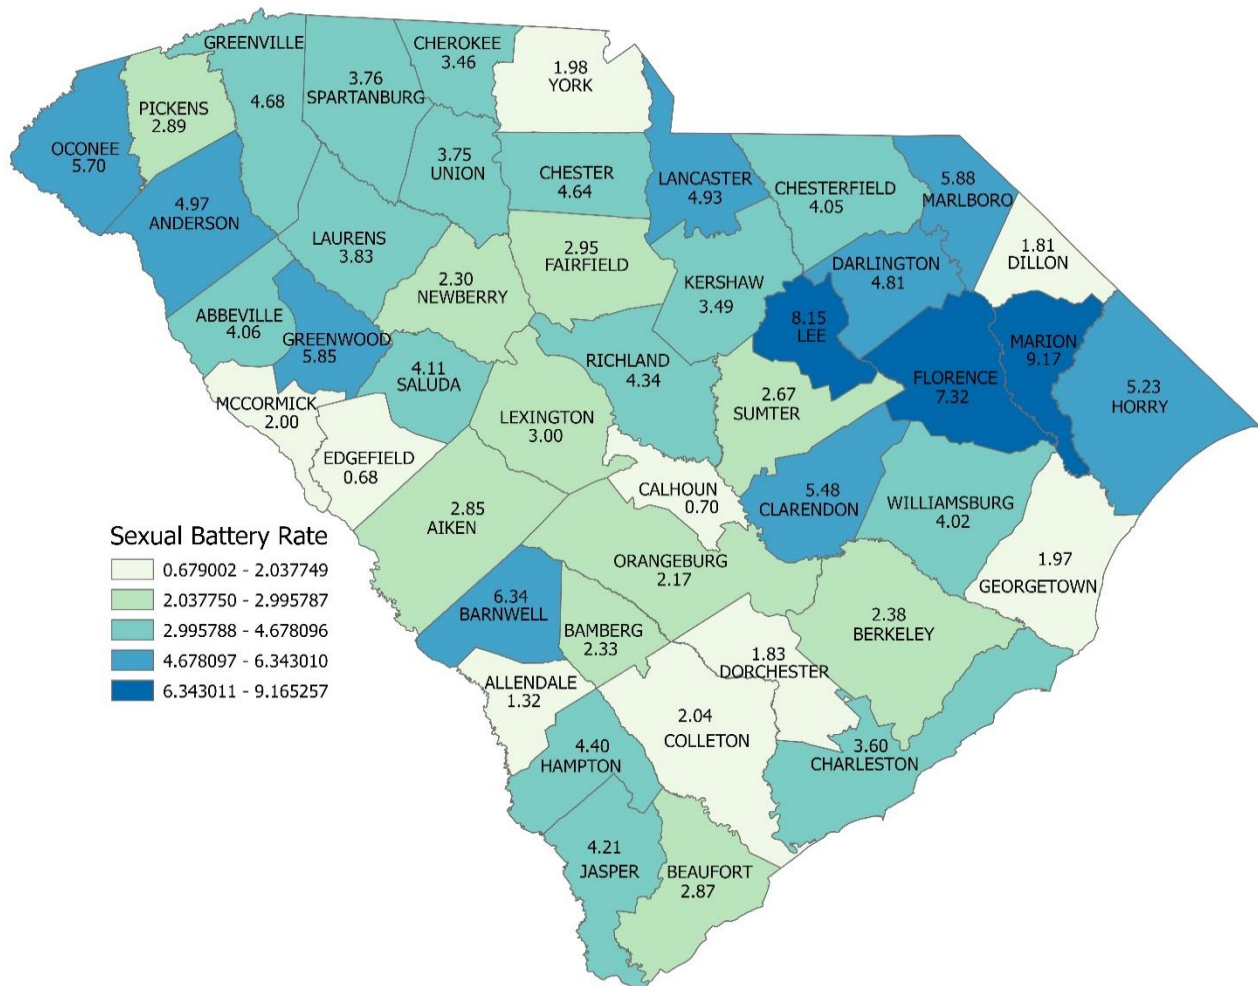 GREENVILLE
4.68
CHEROKEE
3.46
3.76
SPARTANBURG
1.98
YORK
PICKENS
2.89
OCONEE
5.70
3.75
UNION
CHESTER
4.64
LANCASTER
4.93
CHESTERFIELD
4.05
5.88
MARLBORO
4.97
ANDERSON
LAURENS
3.83
2.95
FAIRFIELD
1.81
DILLON
2.30
NEWBERRY
KERSHAW
3.49
DARLINGTON
4.81
ABBEVILLE
4.06
GREENWOOD
5.85
8.15
LEE
MARION
9.17
4.11
SALUDA
RICHLAND
4.34
FLORENCE
7.32
5.23
HORRY
MCCORMICK
2.00
LEXINGTON
3.00
2.67
SUMTER
EDGEFIELD
0.68
CALHOUN
0.70
5.48
CLARENDON
WILLIAMSBURG
4.02
2.85
AIKEN
ORANGEBURG
2.17
1.97
GEORGETOWN
6.34
BARNWELL
BAMBERG
2.33
2.38
BERKELEY
1.83
DORCHESTER
ALLENDALE
1.32
2.04
COLLETON
4.40
HAMPTON
3.60
CHARLESTON
4.21
JASPER
BEAUFORT
2.87
Sexual Battery Rate
0.679002 - 2.037749
2.037750 - 2.995787
2.995788 - 4.678096
4.678097 - 6.343010
6.343011 - 9.165257